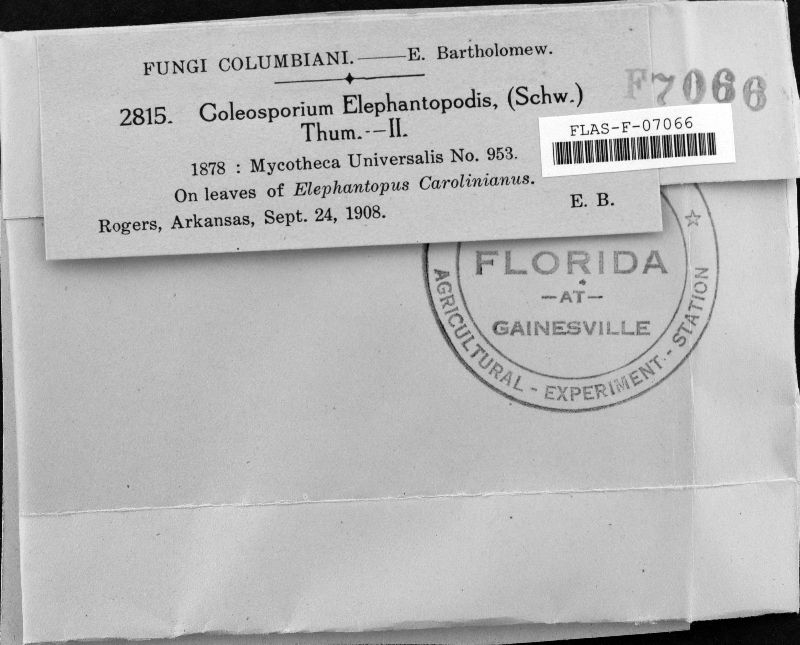 FUNGI COLUMBIANI.——E. Bartholomew.
2815. Coleosporium Elephantopodis, (Schw.)
Thum.--II.
1878 : Mycotheca Universalis No. 953.
On leaves of Elephantopus Carolinianus.
Rogers, Arkansas, Sept. 24, 1908. E. B.
F7066
FLAS-F-07066
FLORIDA
—AT—
GAINESVILLE
AGRICULTURAL - EXPERIMENT - STATION